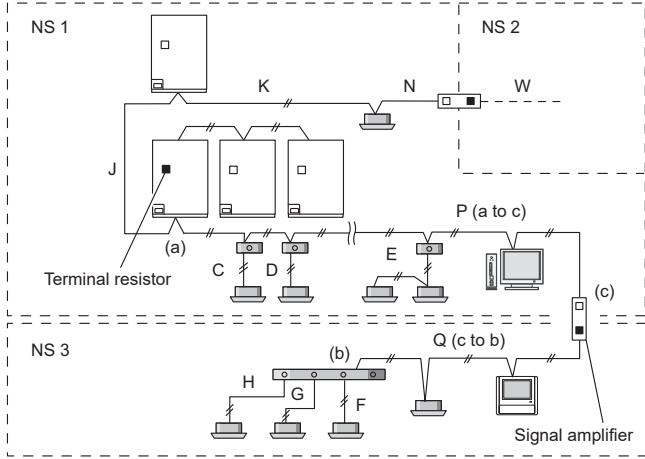 NS 1
NS 2
K
N
W
J
P (a to c)
(a)
E
C
D
Terminal resistor
(c)
NS 3
(b)
Q (c to b)
H
G
F
Signal amplifier